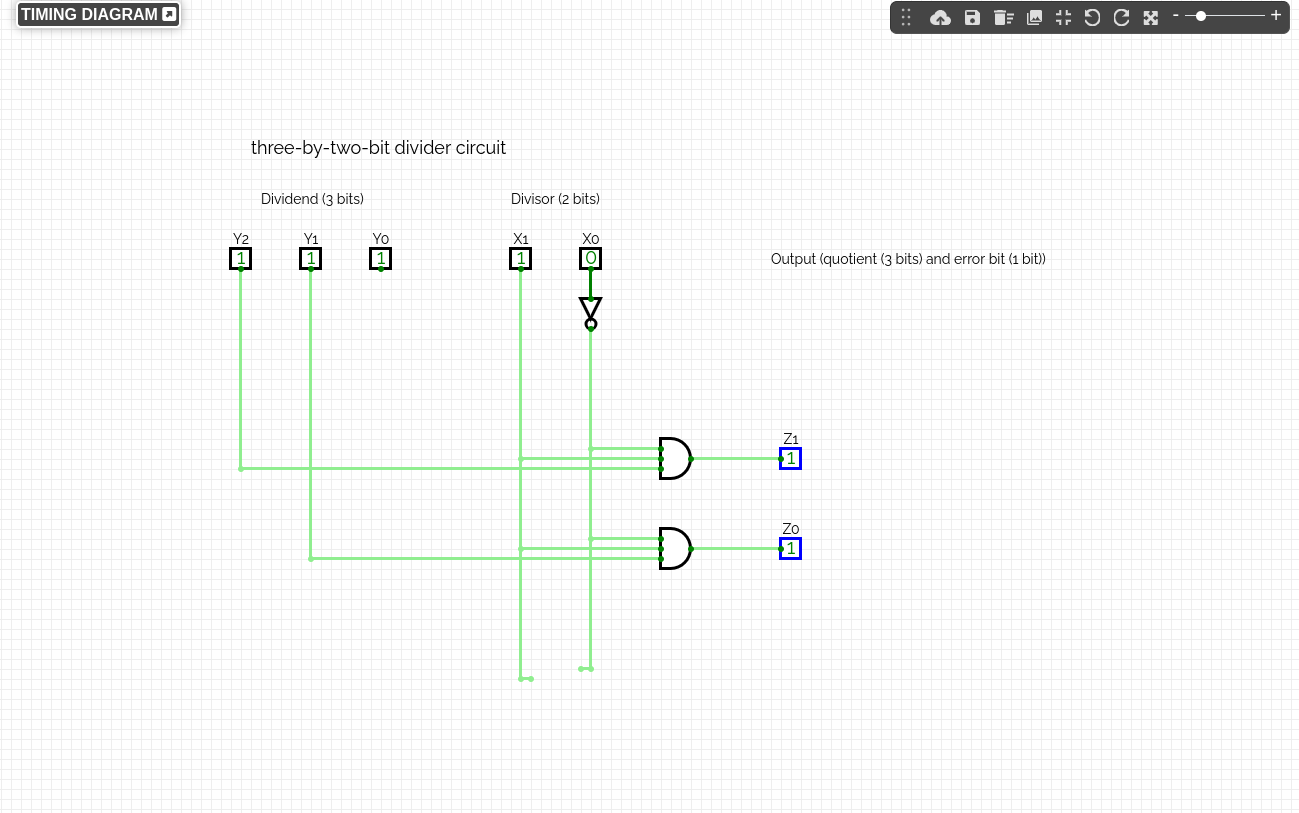 TIMING DIAGRAM
- +
three-by-two-bit divider circuit
Dividend (3 bits) Divisor (2 bits)
Y2 Y1 Y0 X1 X0
1 1 1 1 0
Output (quotient (3 bits) and error bit (1 bit))
Z1
1
Z0
1